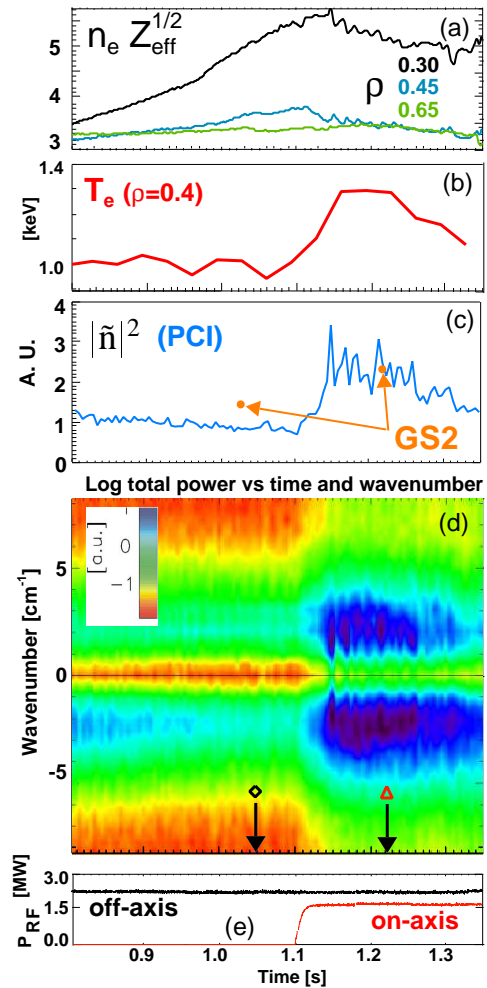 n_e Z_eff^1/2 (a)
5
4
3
ρ 0.30
0.45
0.65
1.4
T_e (ρ=0.4) (b)
[keV]
1.0
4
|ñ|^2 (PCI) (c)
3
A. U.
2
1
GS2
0
Log total power vs time and wavenumber
[a.u.] 0 -1 (d)
5
Wavenumber [cm^-1]
0
-5
3.0
P_RF [MW]
off-axis (e) on-axis
1.5
0.0
0.9 1.0 1.1 1.2 1.3
Time [s]